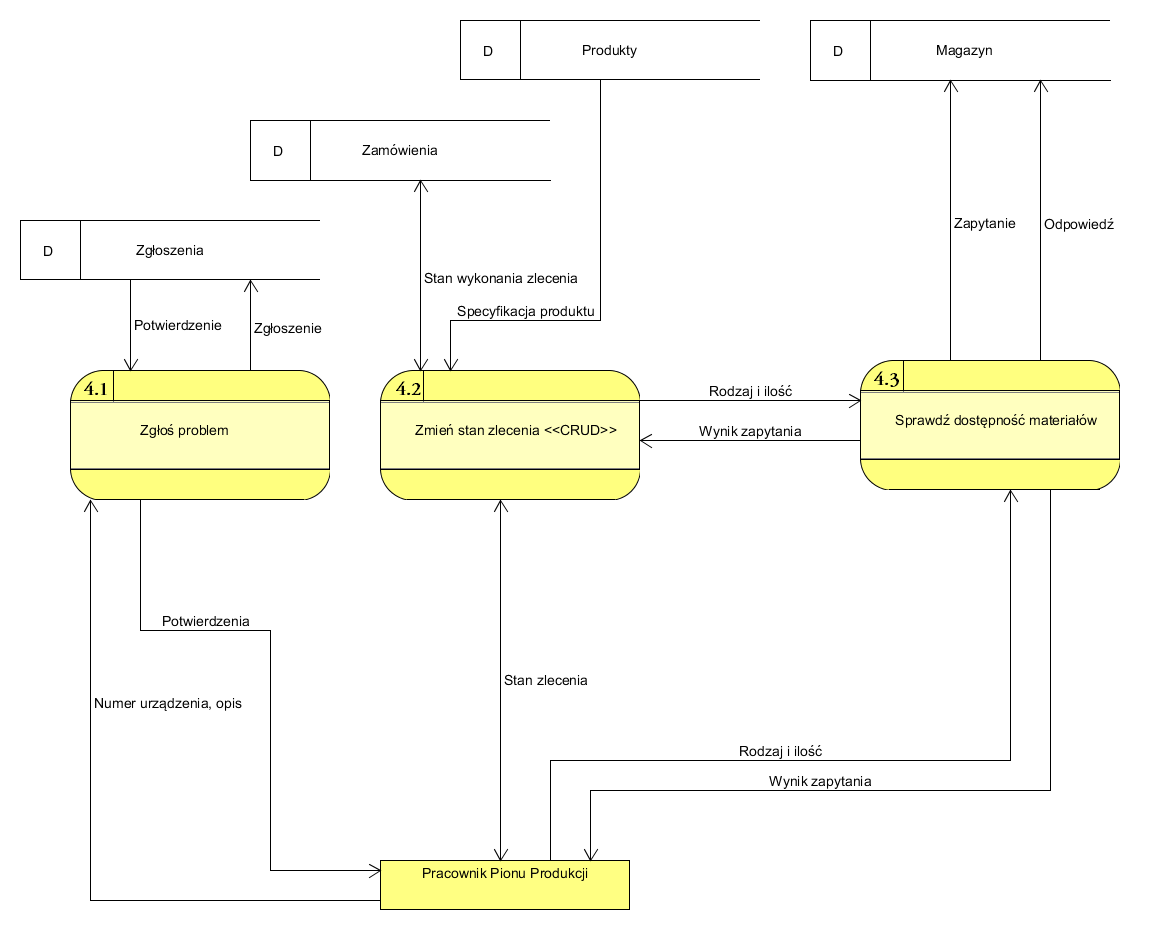 D
Produkty
D
Magazyn
D
Zamówienia
D
Zgłoszenia
Zapytanie
Odpowiedź
Stan wykonania zlecenia
Specyfikacja produktu
Potwierdzenie
Zgłoszenie
4.1
Zgłoś problem
4.2
Zmień stan zlecenia <<CRUD>>
4.3
Sprawdź dostępność materiałów
Rodzaj i ilość
Wynik zapytania
Potwierdzenia
Numer urządzenia, opis
Stan zlecenia
Rodzaj i ilość
Wynik zapytania
Pracownik Pionu Produkcji